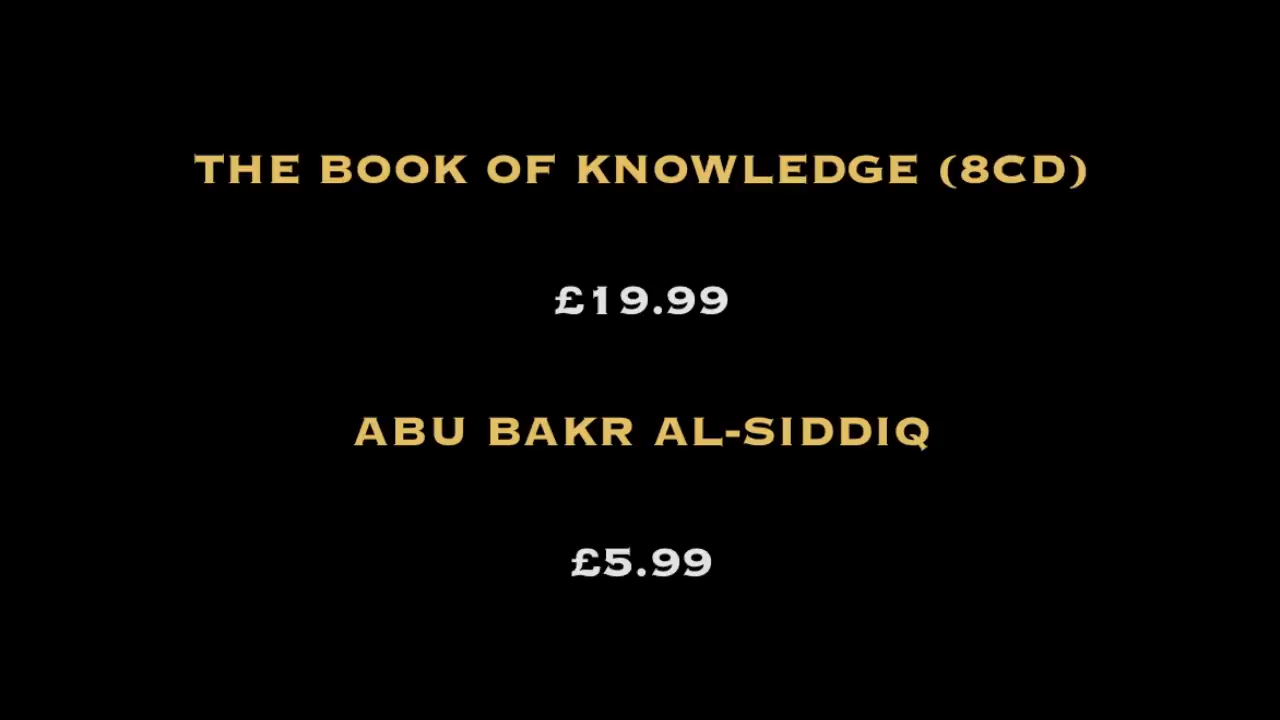 THE BOOK OF KNOWLEDGE (8CD)
£19.99
ABU BAKR AL-SIDDIQ
£5.99